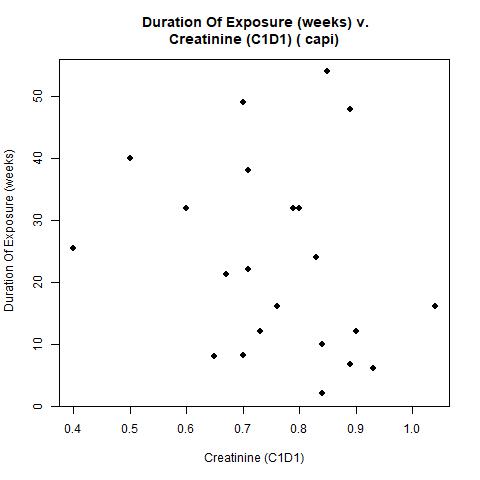 Duration Of Exposure (weeks) v.
Creatinine (C1D1) ( capi)
Duration Of Exposure (weeks)
50
40
30
20
10
0
0.4 0.5 0.6 0.7 0.8 0.9 1.0
Creatinine (C1D1)